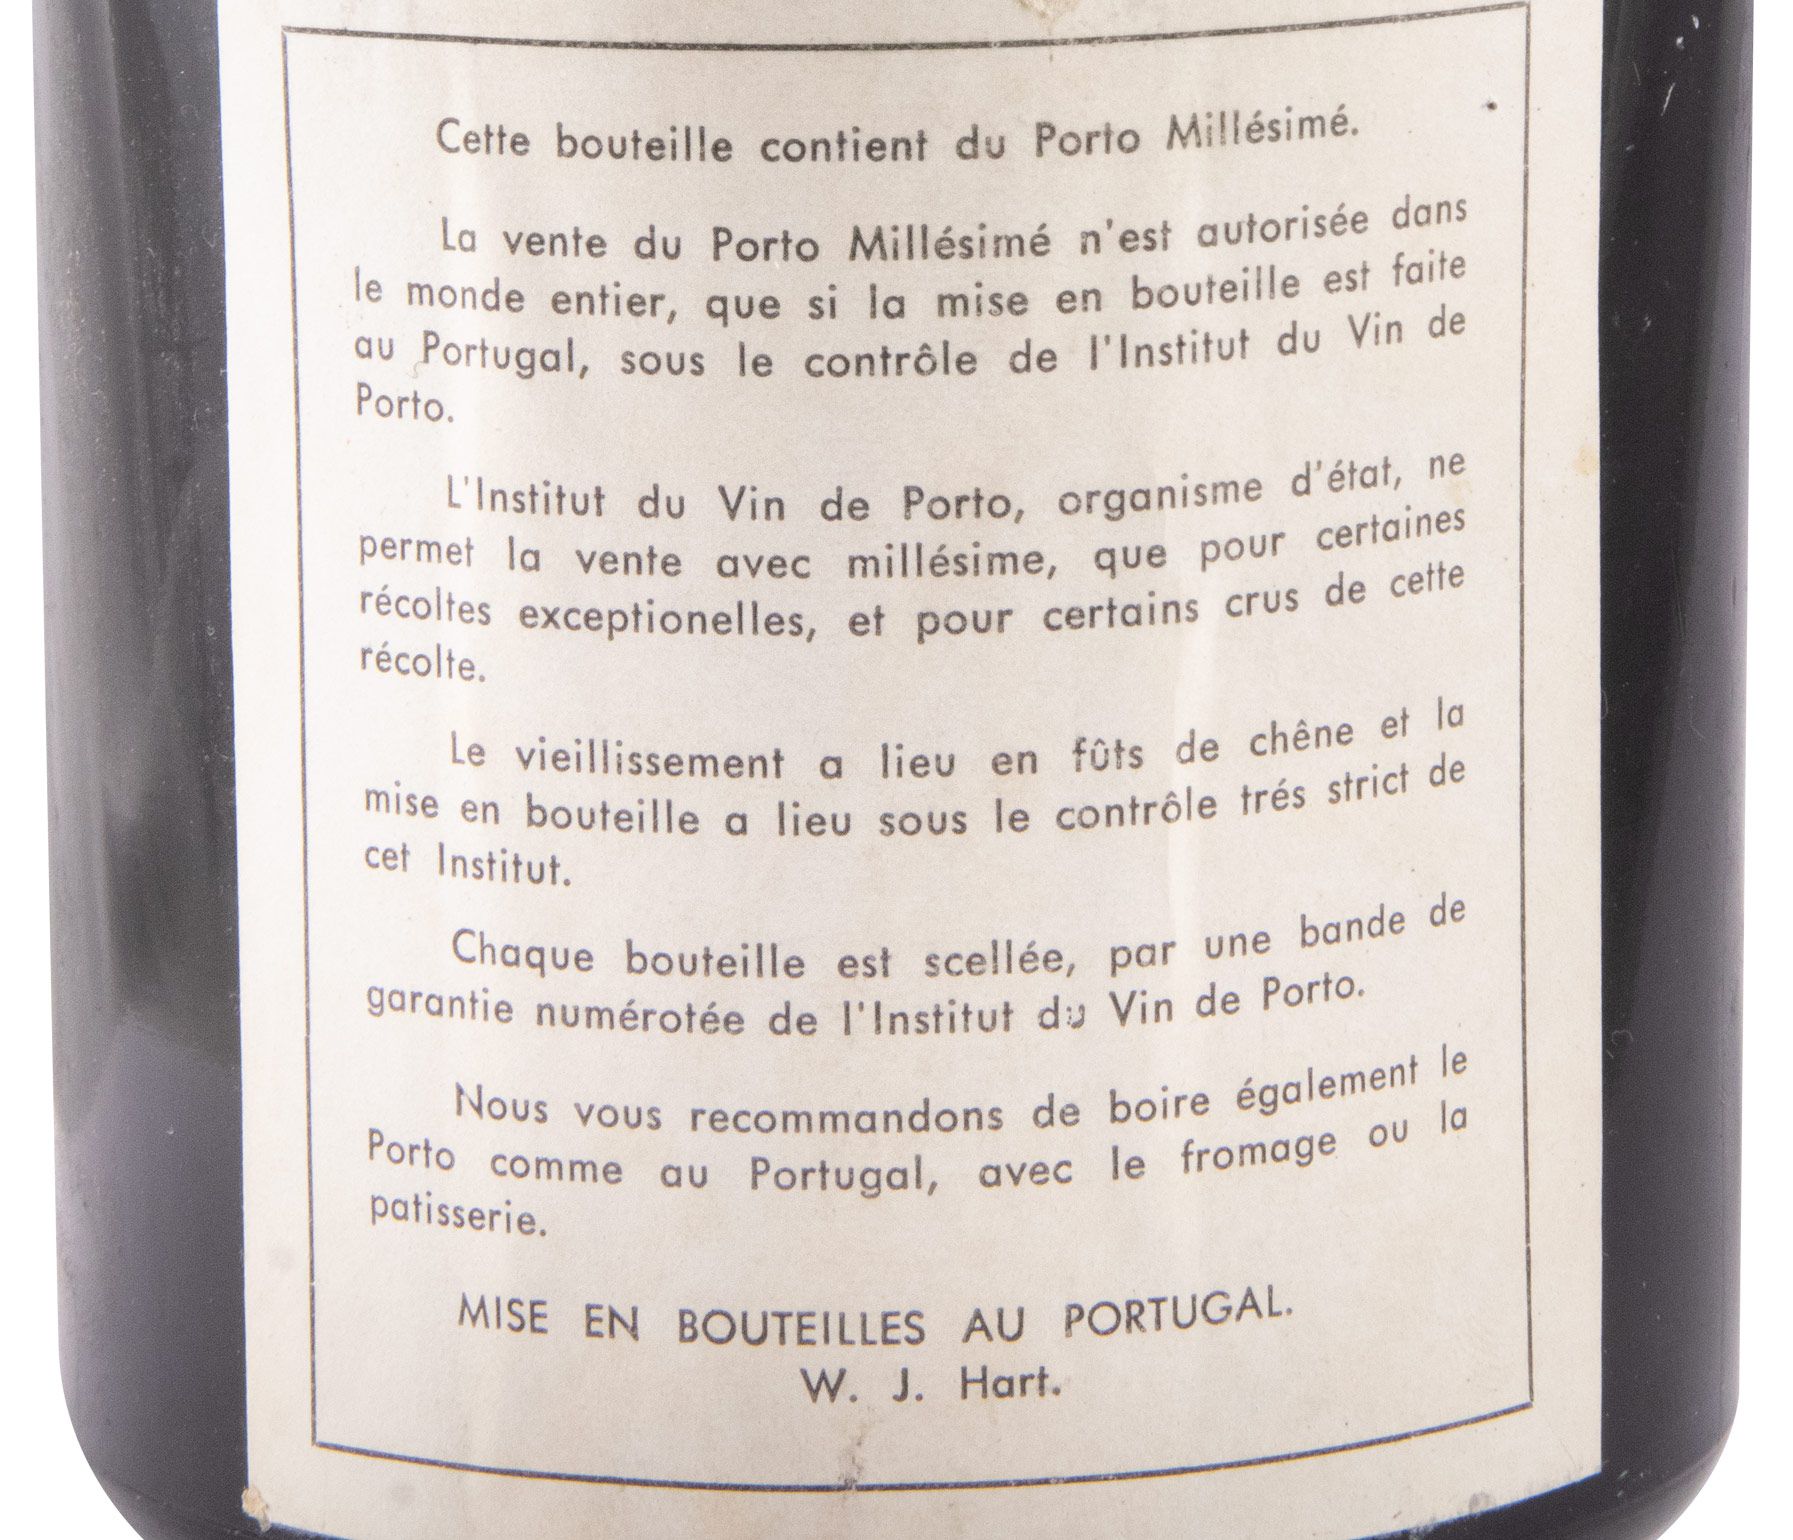 Cette bouteille contient du Porto Millésimé.
La vente du Porto Millésimé n'est autorisée dans
le monde entier, que si la mise en bouteille est faite
au Portugal, sous le contrôle de l'Institut du Vin de
Porto.
L'Institut du Vin de Porto, organisme d'état, ne
permet la vente avec millésime, que pour certaines
récoltes exceptionelles, et pour certains crus de cette
récolte.
Le vieillissement a lieu en fûts de chêne et la
mise en bouteille a lieu sous le contrôle trés strict de
cet Institut.
Chaque bouteille est scellée, par une bande de
garantie numérotée de l'Institut du Vin de Porto.
Nous vous recommandons de boire également le
Porto comme au Portugal, avec le fromage ou la
patisserie.
MISE EN BOUTEILLES AU PORTUGAL.
W. J. Hart.